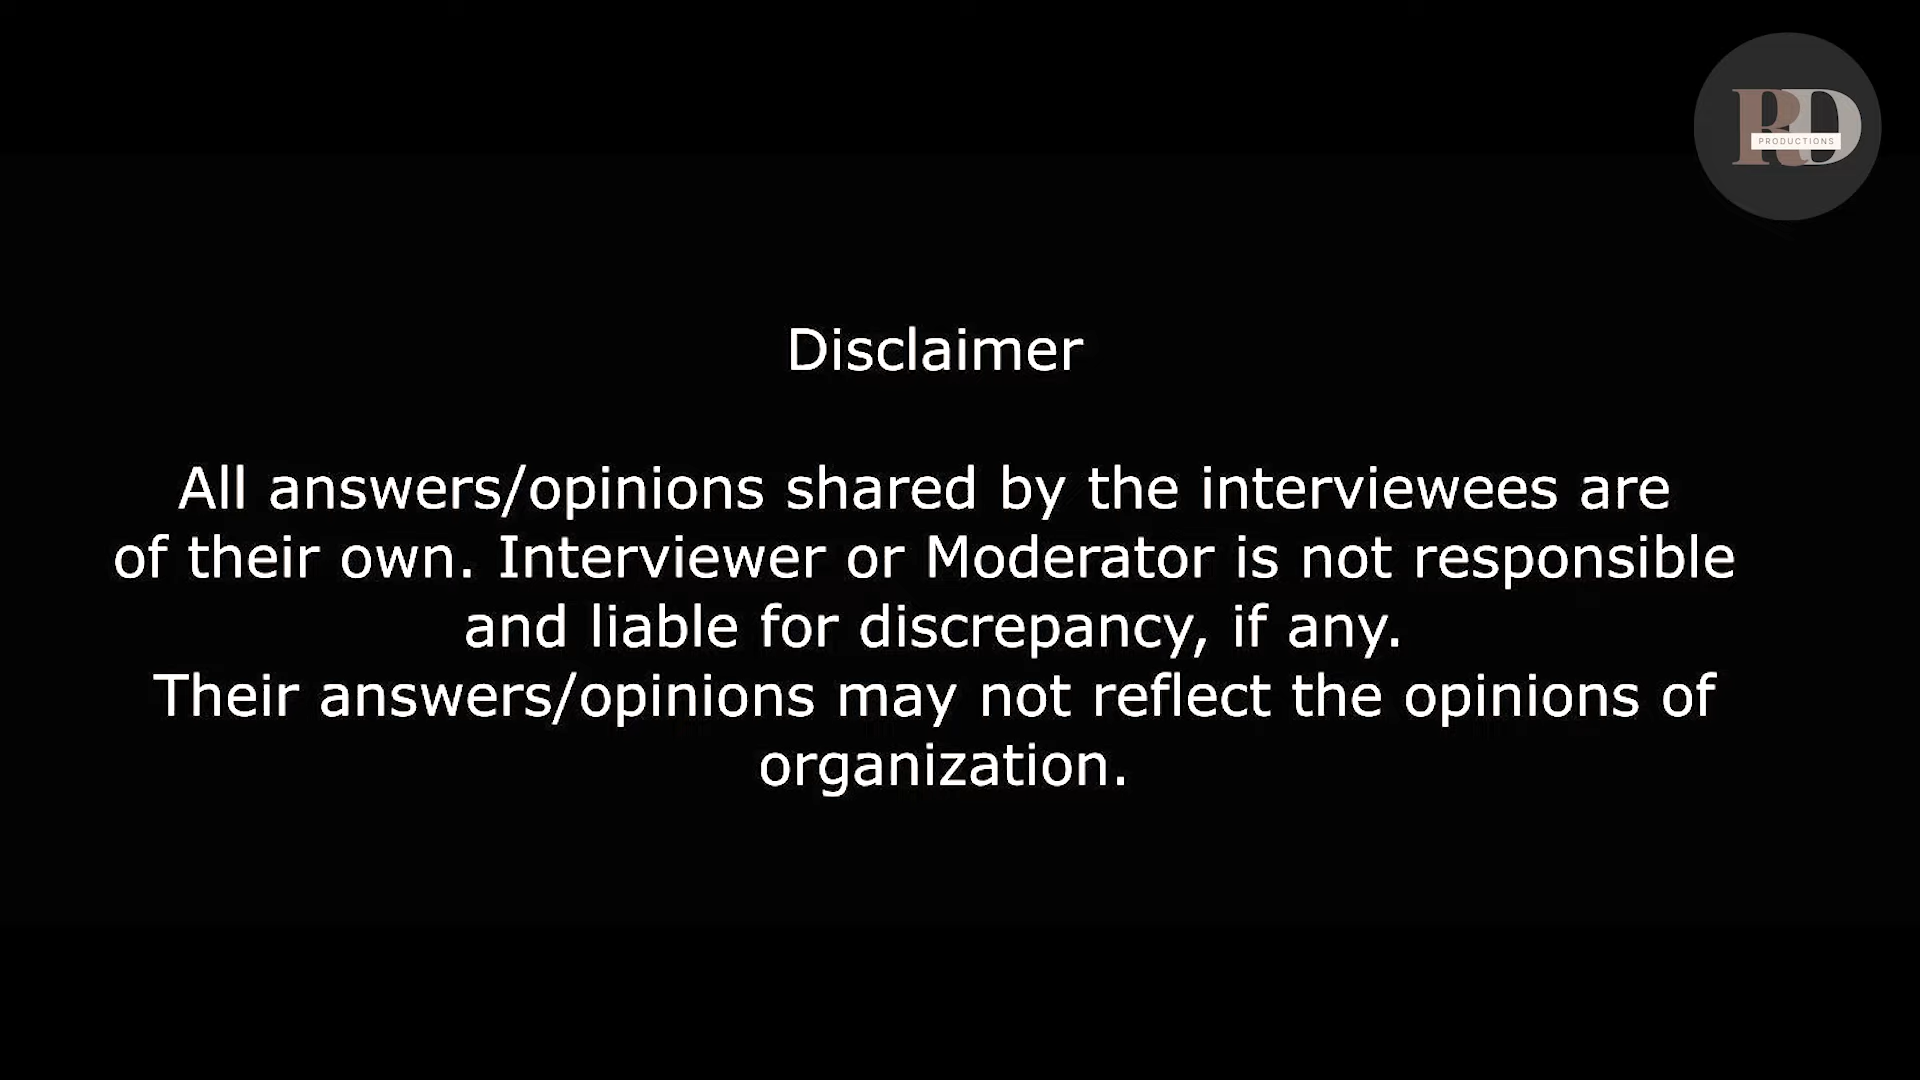 RD
PRODUCTIONS
Disclaimer
All answers/opinions shared by the interviewees are
of their own. Interviewer or Moderator is not responsible
and liable for discrepancy, if any.
Their answers/opinions may not reflect the opinions of
organization.